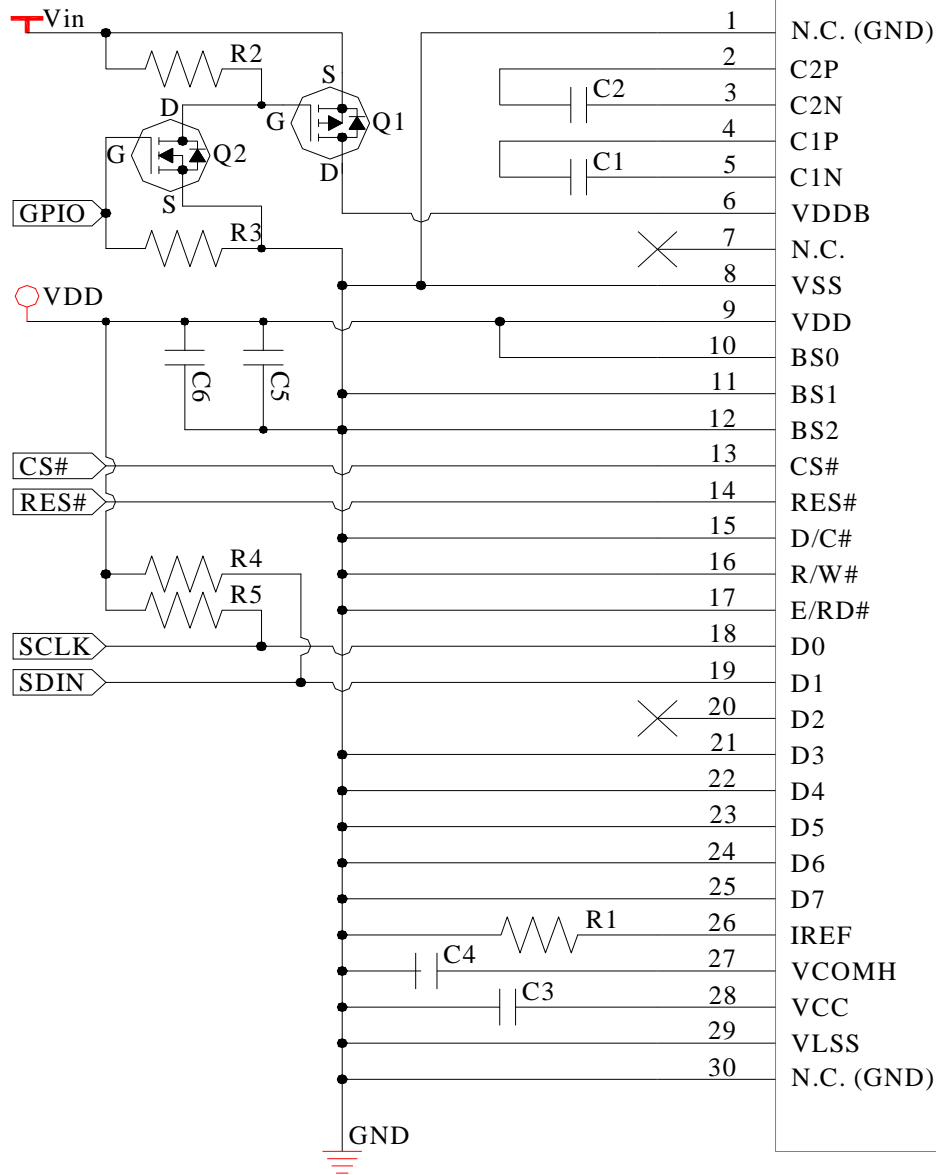 Vin
R2
S
D
G
Q1
G
Q2
D
S
GPIO
R3
VDD
C6
C5
CS#
RES#
R4
R5
SCLK
SDIN
1 N.C. (GND)
2 C2P
C2
3 C2N
4 C1P
C1
5 C1N
6 VDDB
7 N.C.
8 VSS
9 VDD
10 BS0
11 BS1
12 BS2
13 CS#
14 RES#
15 D/C#
16 R/W#
17 E/RD#
18 D0
19 D1
20 D2
21 D3
22 D4
23 D5
24 D6
25 D7
R1
26 IREF
C4
27 VCOMH
C3
28 VCC
29 VLSS
30 N.C. (GND)
GND